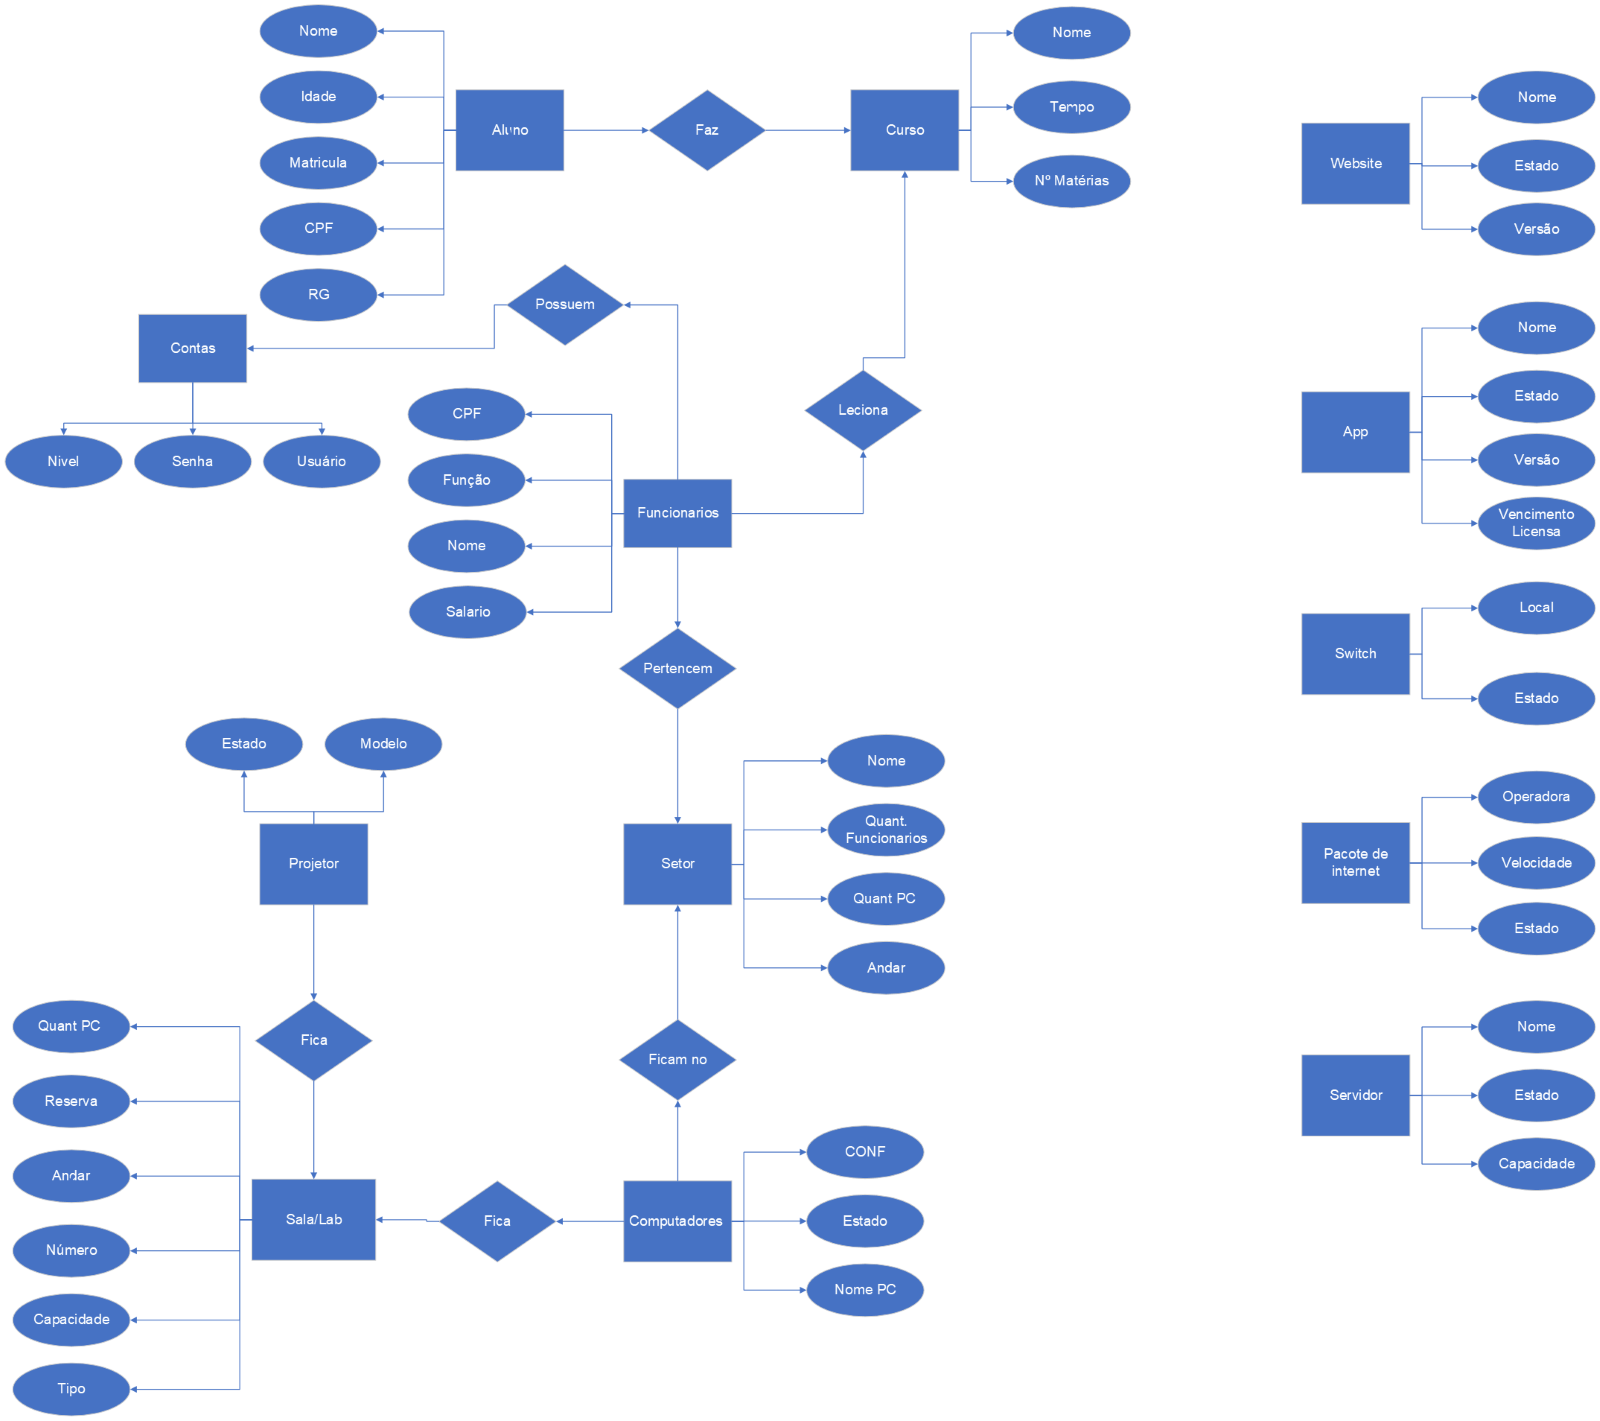 Nome
Idade
Matricula
CPF
RG
Aluno
Faz
Curso
Nome
Tempo
Nº Matérias
Possuem
Contas
Nivel
Senha
Usuário
Leciona
CPF
Função
Nome
Salario
Funcionarios
Pertencem
Estado
Modelo
Projetor
Setor
Nome
Quant.
Funcionarios
Quant PC
Andar
Fica
Ficam no
Quant PC
Reserva
Andar
Número
Capacidade
Tipo
Sala/Lab
Fica
Computadores
CONF
Estado
Nome PC
Website
Nome
Estado
Versão
App
Nome
Estado
Versão
Vencimento
Licensa
Switch
Local
Estado
Pacote de
internet
Operadora
Velocidade
Estado
Servidor
Nome
Estado
Capacidade